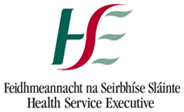 HSE
Feidhmeannacht na Seirbhíse Sláinte
Health Service Executive